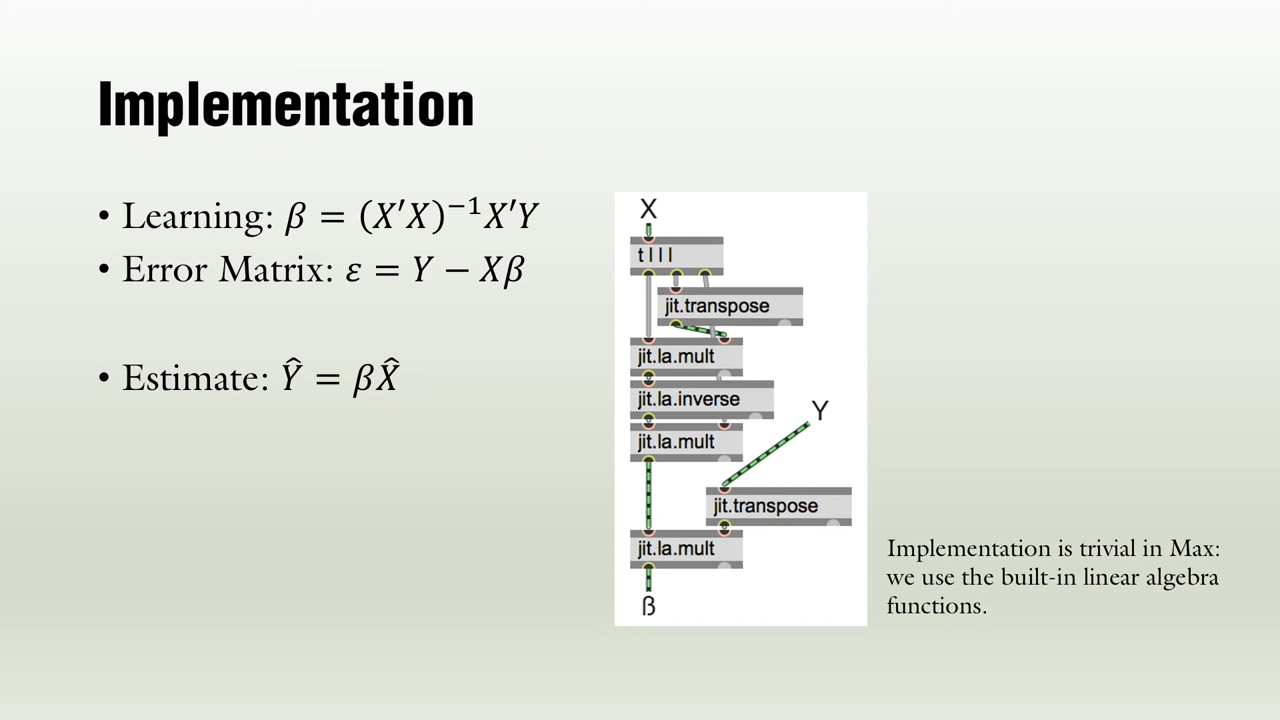 Implementation
• Learning: β = (X′X)⁻¹X′Y
• Error Matrix: ε = Y − Xβ
• Estimate: Ŷ = βX̂
X
t l l l
jit.transpose
jit.la.mult
jit.la.inverse
Y
jit.la.mult
jit.transpose
jit.la.mult
ß
Implementation is trivial in Max:
we use the built-in linear algebra
functions.